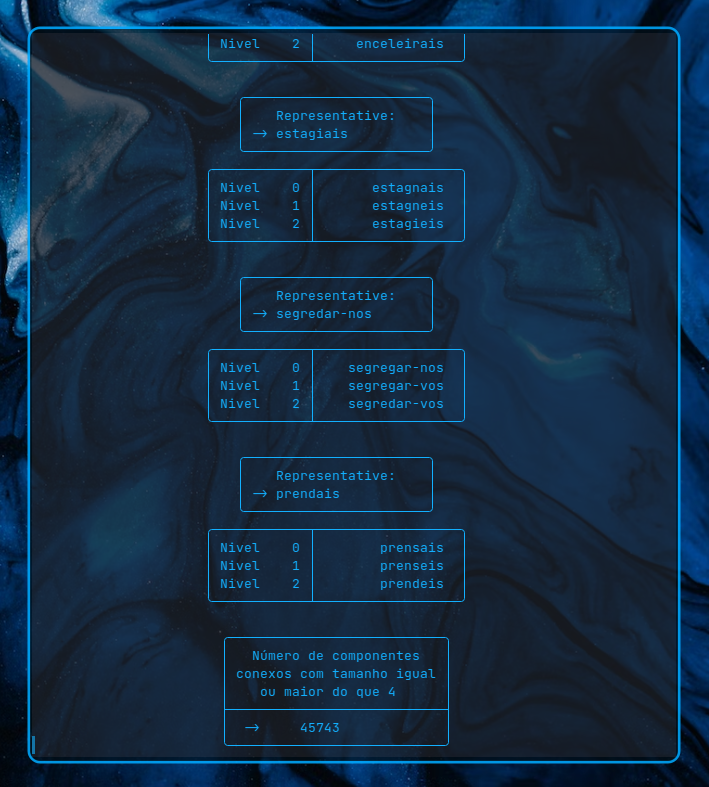 Nivel 2 enceleirais
Representative:
—> estagiais
Nivel 0 estagnais
Nivel 1 estagneis
Nivel 2 estagieis
Representative:
—> segredar-nos
Nivel 0 segregar-nos
Nivel 1 segregar-vos
Nivel 2 segredar-vos
Representative:
—> prendais
Nivel 0 prensais
Nivel 1 prenseis
Nivel 2 prendeis
Número de componentes
conexos com tamanho igual
ou maior do que 4
—> 45743